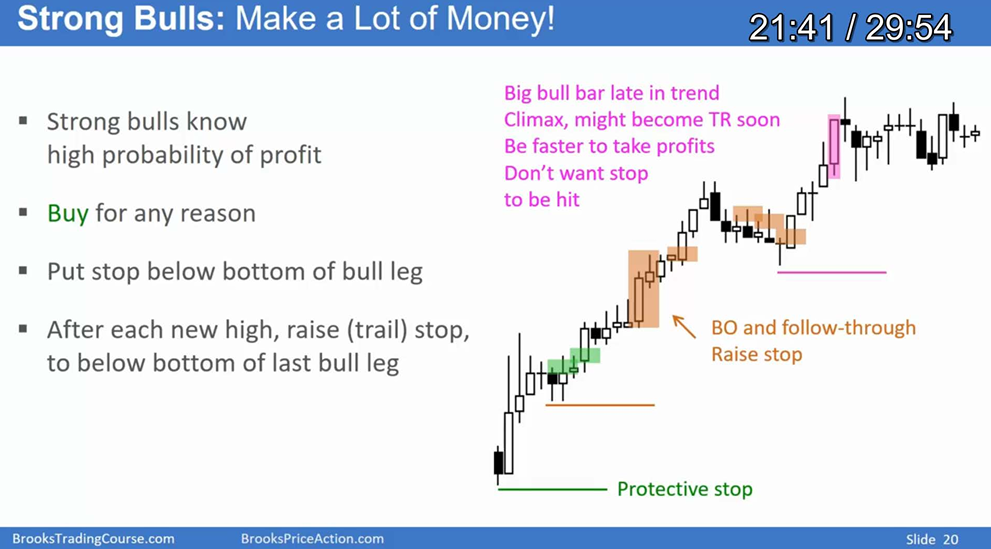 Strong Bulls: Make a Lot of Money!
21:41 / 29:54
Strong bulls know
high probability of profit
Buy for any reason
Put stop below bottom of bull leg
After each new high, raise (trail) stop,
to below bottom of last bull leg
Big bull bar late in trend
Climax, might become TR soon
Be faster to take profits
Don't want stop
to be hit
BO and follow-through
Raise stop
Protective stop
BrooksTradingCourse.com
BrooksPriceAction.com
Slide 20